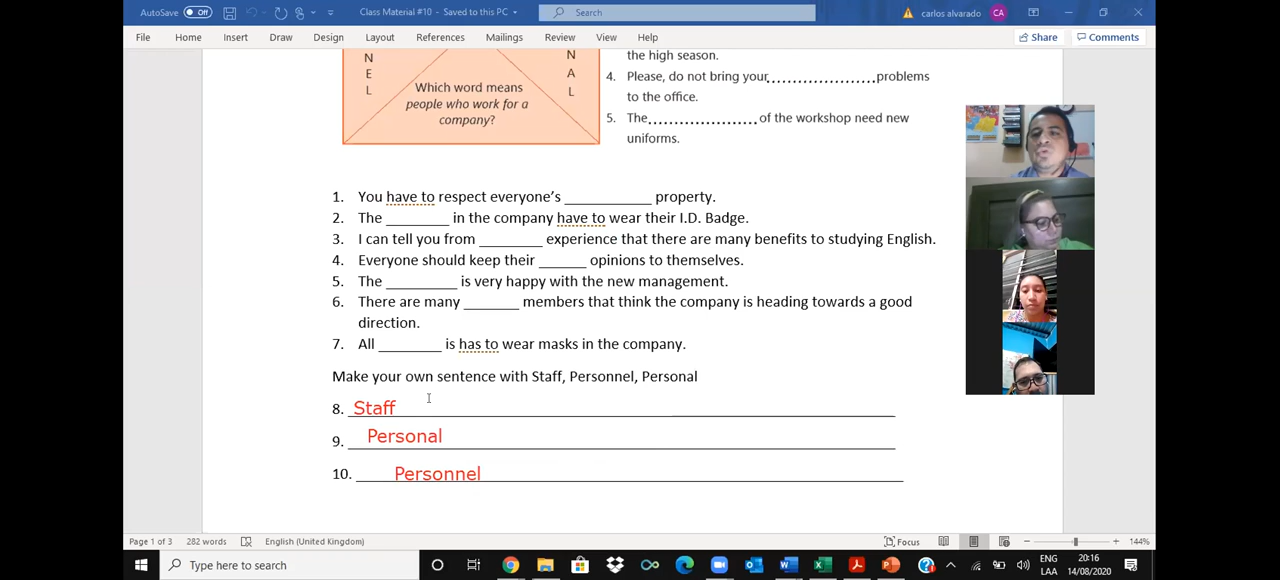 AutoSave Off Class Material #10 - Saved to this PC Search carlos alvarado CA
File Home Insert Draw Design Layout References Mailings Review View Help Share Comments
N
E
L
N
A
L
Which word means
people who work for a
company?
the high season.
4. Please, do not bring your..................... problems
to the office.
5. The..................... of the workshop need new
uniforms.
1. You have to respect everyone's ____________ property.
2. The _________ in the company have to wear their I.D. Badge.
3. I can tell you from _________ experience that there are many benefits to studying English.
4. Everyone should keep their _______ opinions to themselves.
5. The __________ is very happy with the new management.
6. There are many ________ members that think the company is heading towards a good
direction.
7. All _________ is has to wear masks in the company.
Make your own sentence with Staff, Personnel, Personal
8. Staff
9. Personal
10. Personnel
Page 1 of 3 282 words English (United Kingdom) Focus 144%
Type here to search ENG 20:16
LAA 14/08/2020